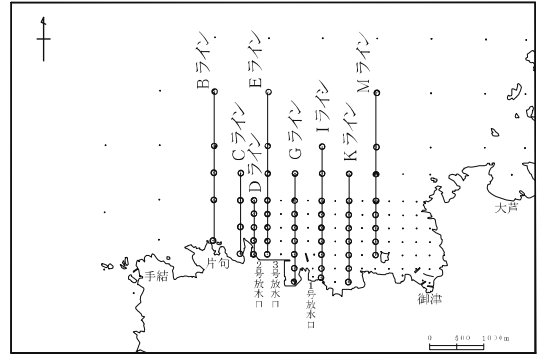 Bライン
Cライン
Dライン
Eライン
Gライン
Iライン
Kライン
Mライン
大芦
手結
片句
2号放水口
3号放水口
1号放水口
御津
0 500 1000m